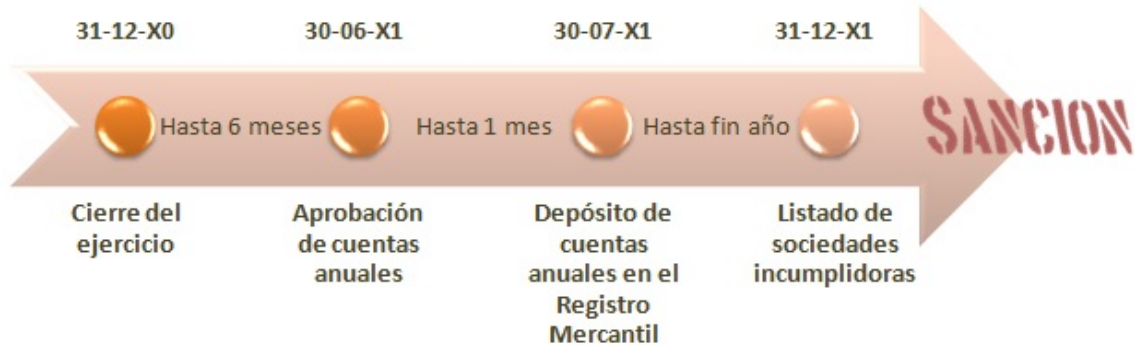 31-12-X0
30-06-X1
30-07-X1
31-12-X1
Hasta 6 meses
Hasta 1 mes
Hasta fin año
SANCION
Cierre del
ejercicio
Aprobación
de cuentas
anuales
Depósito de
cuentas
anuales en el
Registro
Mercantil
Listado de
sociedades
incumplidoras